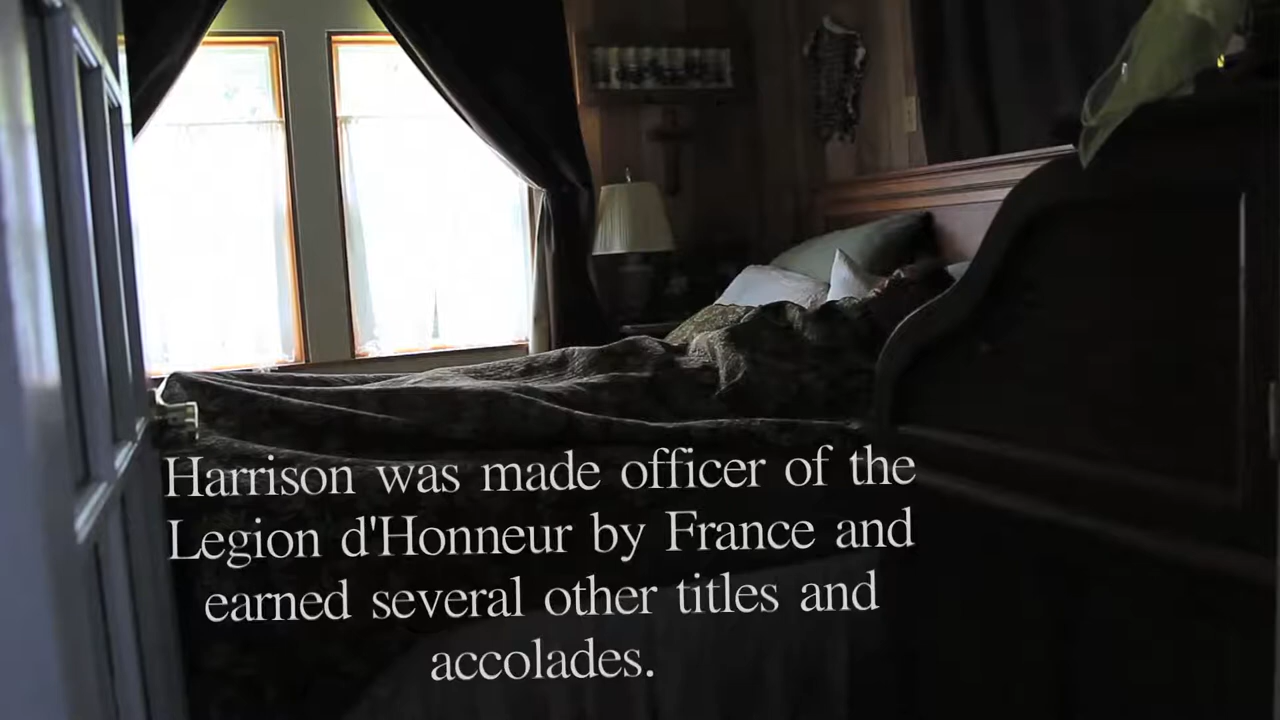 Harrison was made officer of the
Legion d'Honneur by France and
earned several other titles and
accolades.